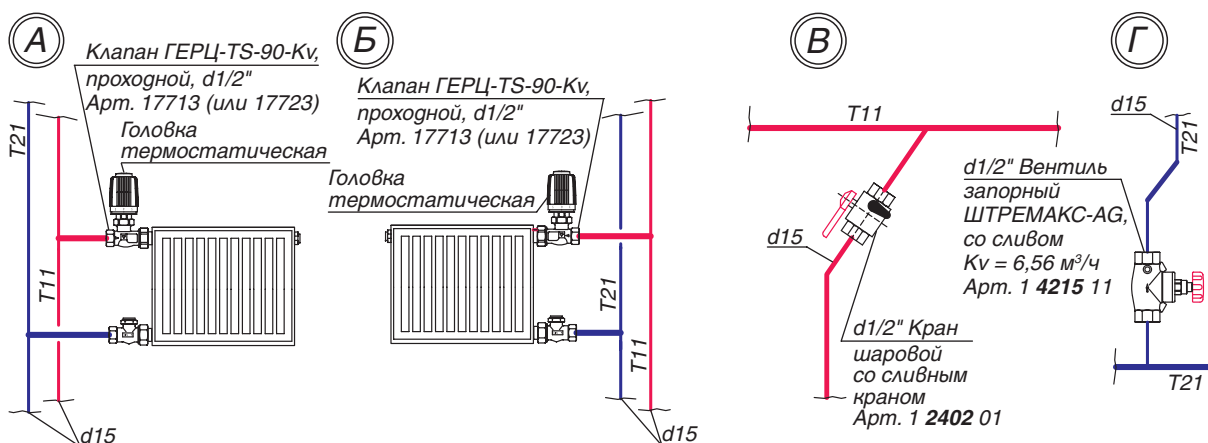 А
Клапан ГЕРЦ-TS-90-Kv,
проходной, d1/2"
Арт. 17713 (или 17723)
Головка
термостатическая
T21
T11
d15
Б
Клапан ГЕРЦ-TS-90-Kv,
проходной, d1/2"
Арт. 17713 (или 17723)
Головка
термостатическая
T21
T11
d15
В
T11
d15
d1/2" Кран
шаровой
со сливным
краном
Арт. 1 2402 01
Г
d15
T21
d1/2" Вентиль
запорный
ШТРЕМАКС-AG,
со сливом
Kv = 6,56 м³/ч
Арт. 1 4215 11
T21